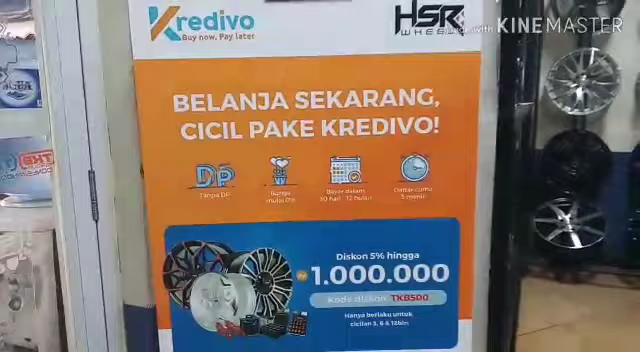 Kredivo
Buy now. Pay later
HSR
WHEEL
KINEMASTER
BELANJA SEKARANG,
CICIL PAKE KREDIVO!
DP
Tanpa DP
Bunga
mulai 0%
Bayar dalam
30 hari - 12 bulan
Daftar cuma
5 menit
Diskon 5% hingga
Rp 1.000.000
Kode diskon: TKB500
Hanya berlaku untuk
cicilan 3, 6 & 12bln